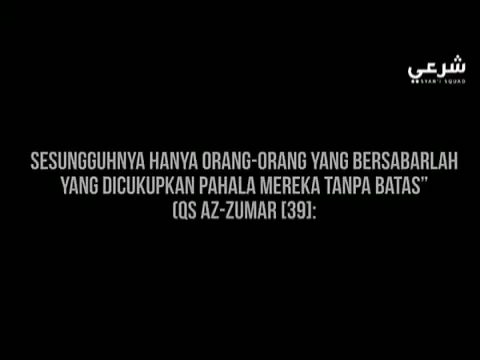 شرعي
SYAR'I SQUAD
SESUNGGUHNYA HANYA ORANG-ORANG YANG BERSABARLAH
YANG DICUKUPKAN PAHALA MEREKA TANPA BATAS”
(QS AZ-ZUMAR [39]: